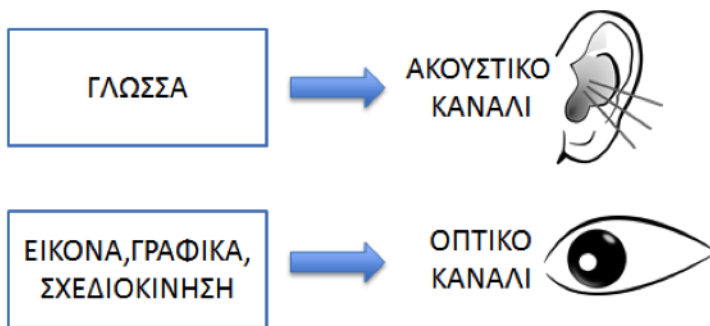 ΓΛΩΣΣΑ
ΑΚΟΥΣΤΙΚΟ
ΚΑΝΑΛΙ
ΕΙΚΟΝΑ,ΓΡΑΦΙΚΑ,
ΣΧΕΔΙΟΚΙΝΗΣΗ
ΟΠΤΙΚΟ
ΚΑΝΑΛΙ